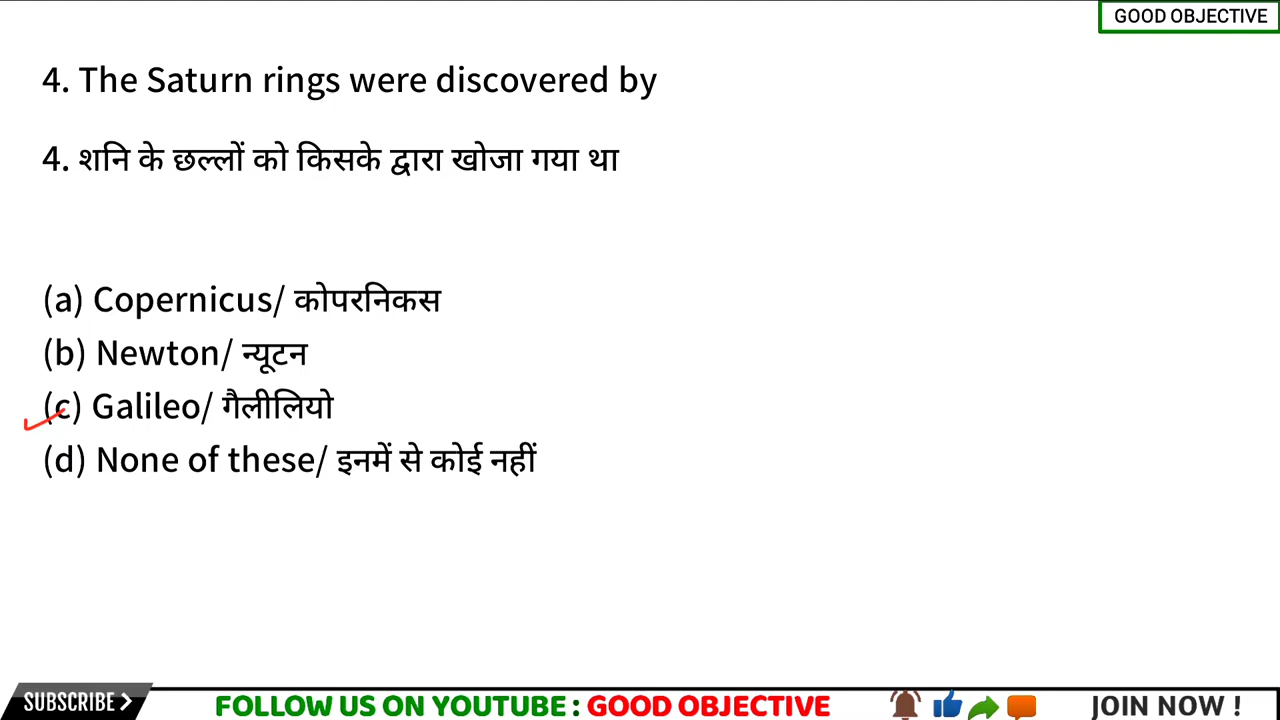 GOOD OBJECTIVE
4. The Saturn rings were discovered by
4. शनि के छल्लों को किसके द्वारा खोजा गया था
(a) Copernicus/ कोपरनिकस
(b) Newton/ न्यूटन
(c) Galileo/ गैलीलियो
(d) None of these/ इनमें से कोई नहीं
SUBSCRIBE FOLLOW US ON YOUTUBE : GOOD OBJECTIVE JOIN NOW !